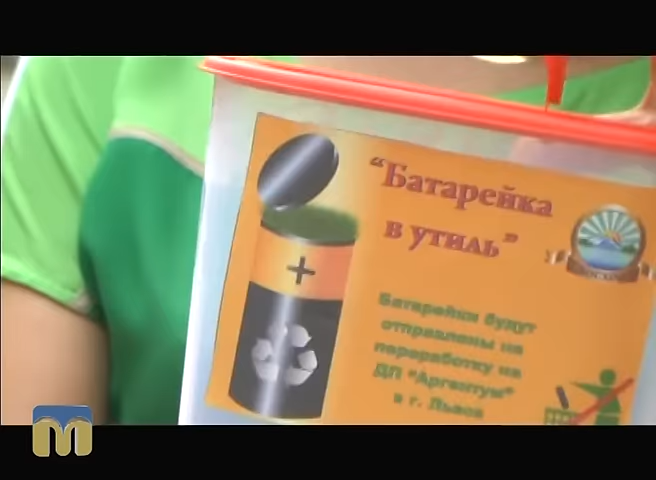 "Батарейка
в утиль"
Батарейки будут
отправлены на
переработку на
ДП "Аргентум"
в г. Львов